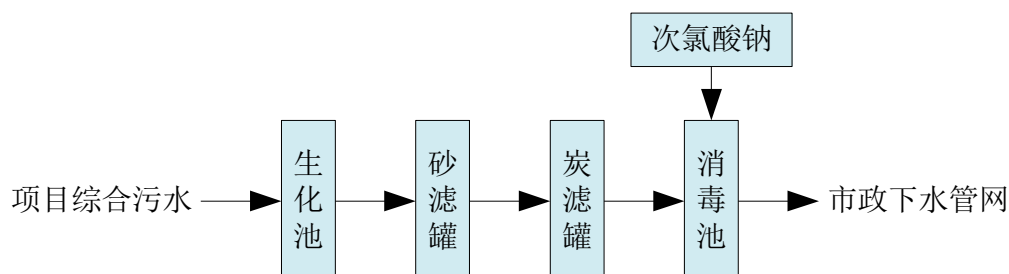 次氯酸钠
项目综合污水
生化池
砂滤罐
炭滤罐
消毒池
市政下水管网